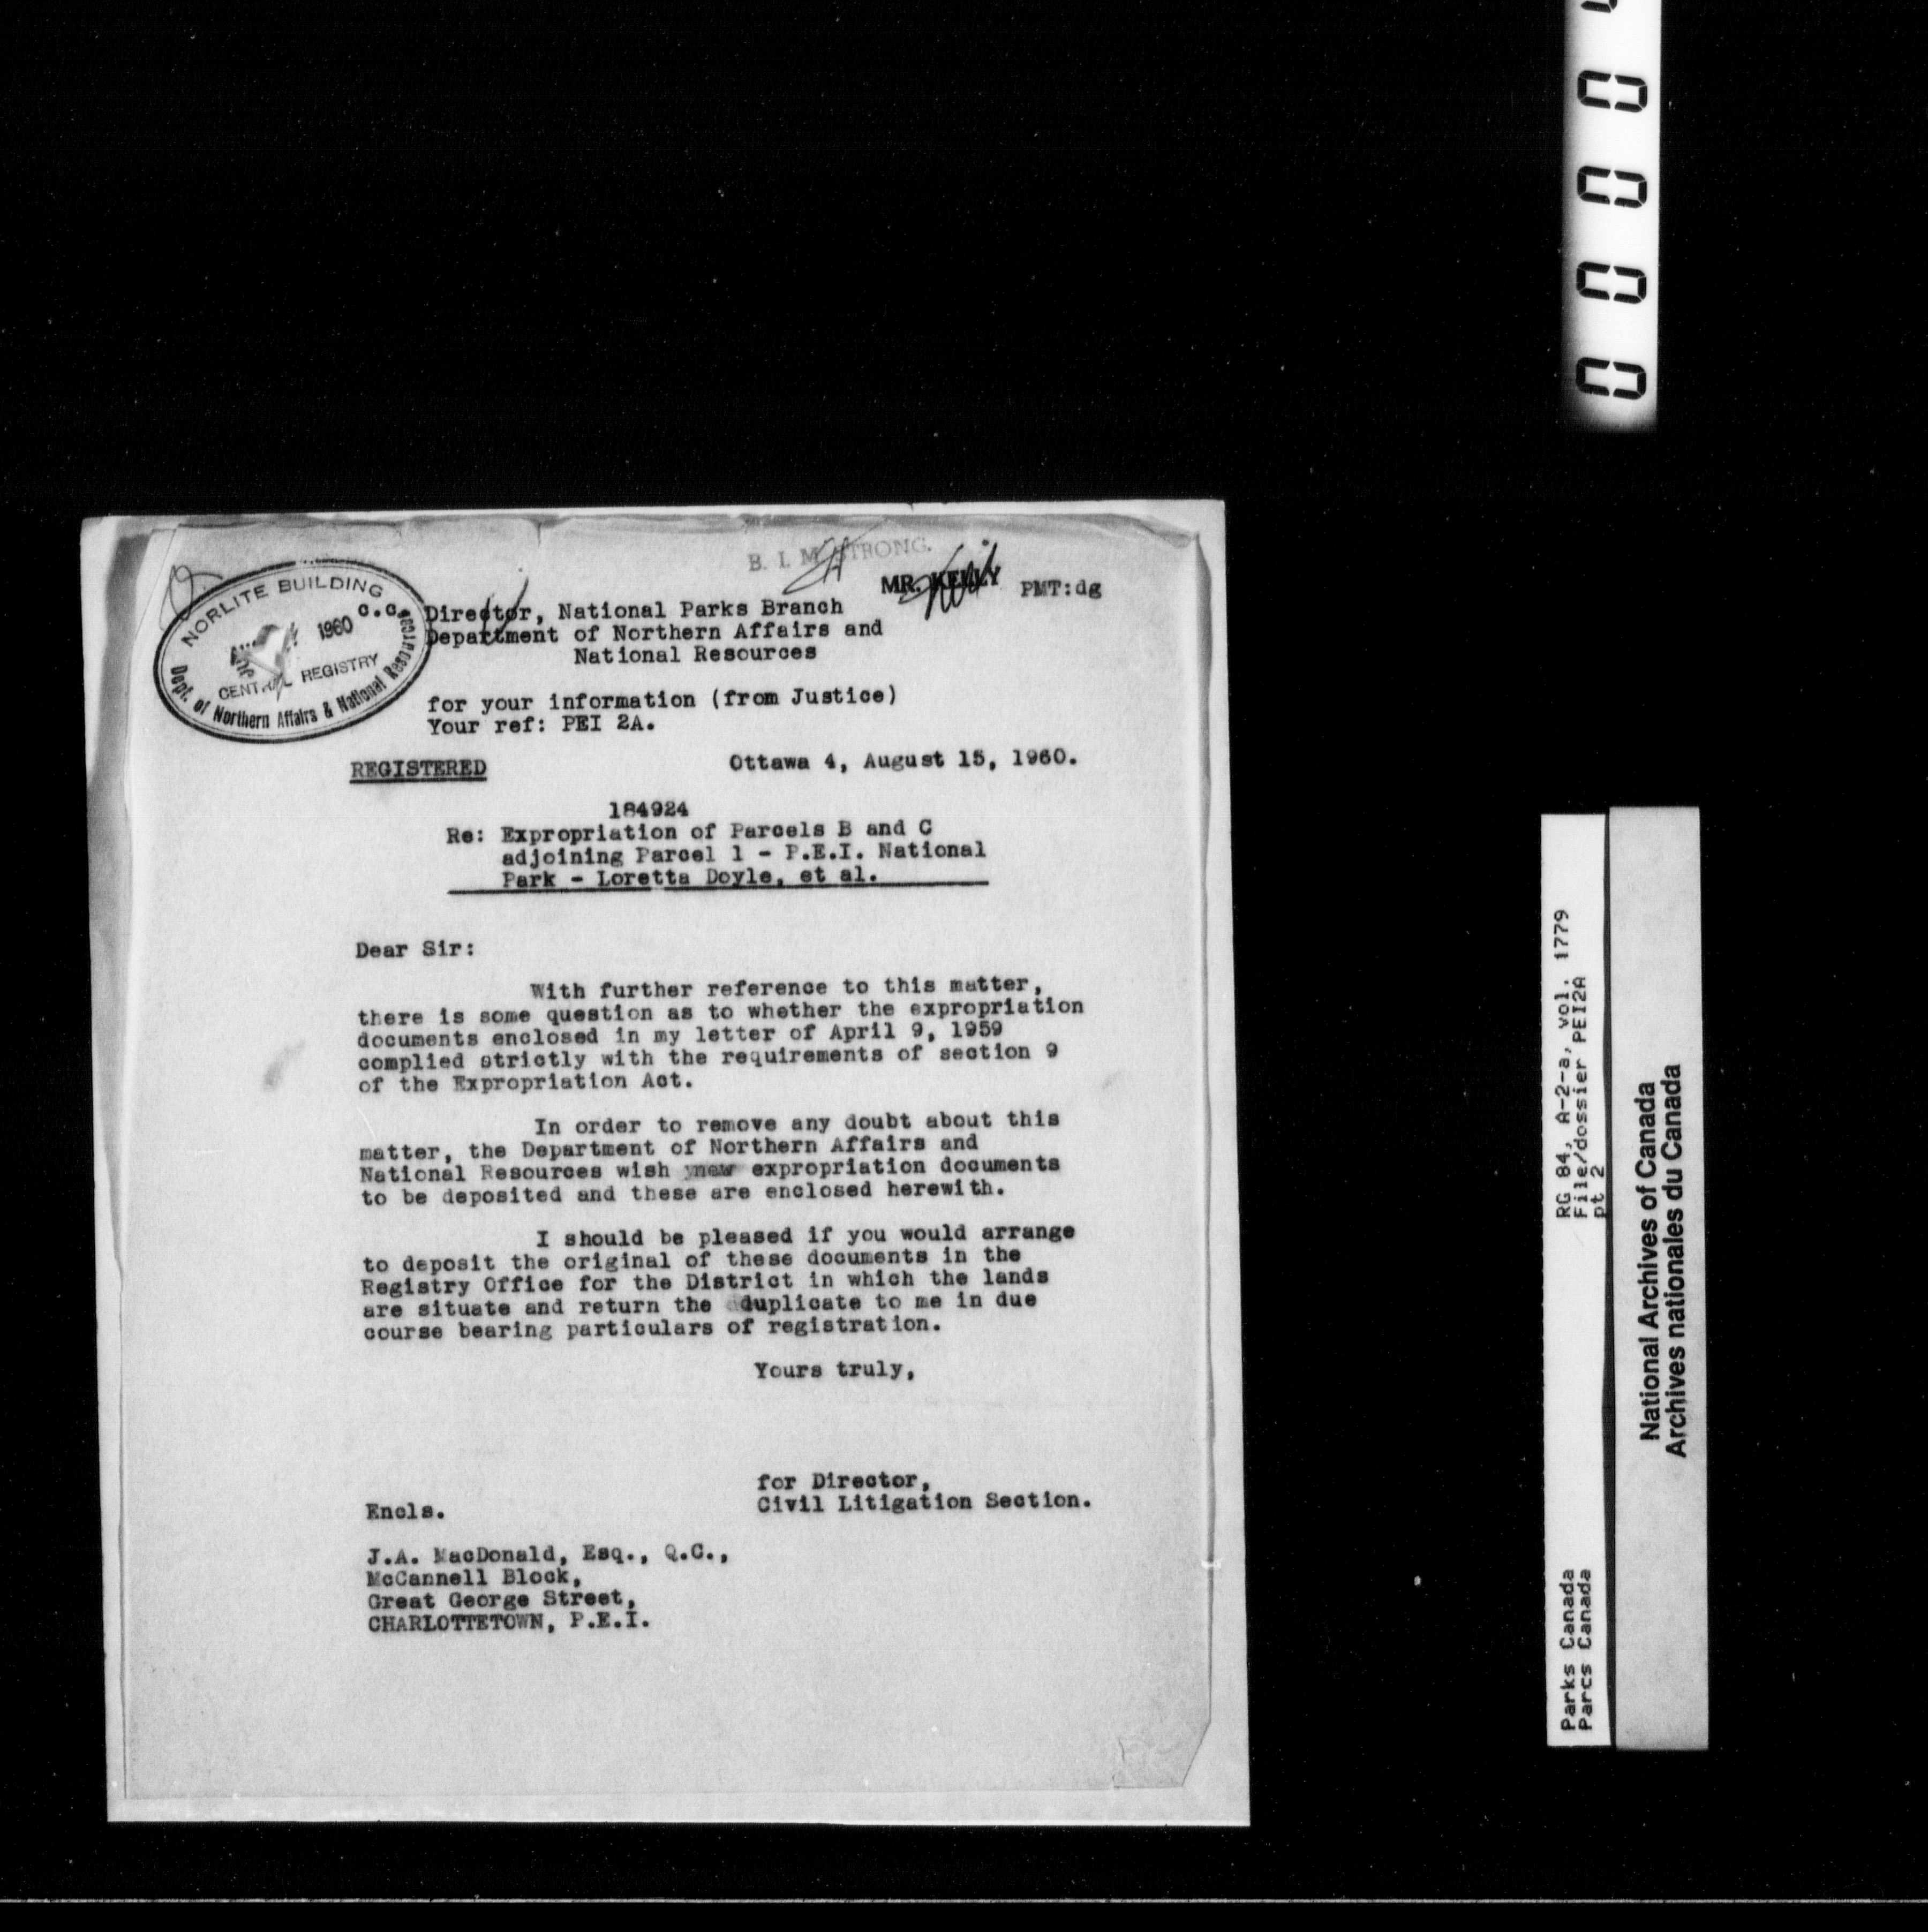 B. I. M. STRONG.
MR. KELLY PMT:dg
NORLITE BUILDING
1960
CENTRAL REGISTRY
Dept. of Northern Affairs & National Resources
c.c. Director, National Parks Branch
Department of Northern Affairs and
National Resources
for your information (from Justice)
Your ref: PEI 2A.
REGISTERED Ottawa 4, August 15, 1960.
184924
Re: Expropriation of Parcels B and C
adjoining Parcel 1 - P.E.I. National
Park - Loretta Doyle, et al.
Dear Sir:
With further reference to this matter,
there is some question as to whether the expropriation
documents enclosed in my letter of April 9, 1959
complied strictly with the requirements of section 9
of the Expropriation Act.
In order to remove any doubt about this
matter, the Department of Northern Affairs and
National Resources wish new expropriation documents
to be deposited and these are enclosed herewith.
I should be pleased if you would arrange
to deposit the original of these documents in the
Registry Office for the District in which the lands
are situate and return the duplicate to me in due
course bearing particulars of registration.
Yours truly,
for Director,
Civil Litigation Section.
Encls.
J.A. MacDonald, Esq., Q.C.,
McCannell Block,
Great George Street,
CHARLOTTETOWN, P.E.I.
0 0 0 0
RG 84, A-2-a, vol. 1779
File/dossier PEI2A
pt 2
Parks Canada
Parcs Canada
National Archives of Canada
Archives nationales du Canada